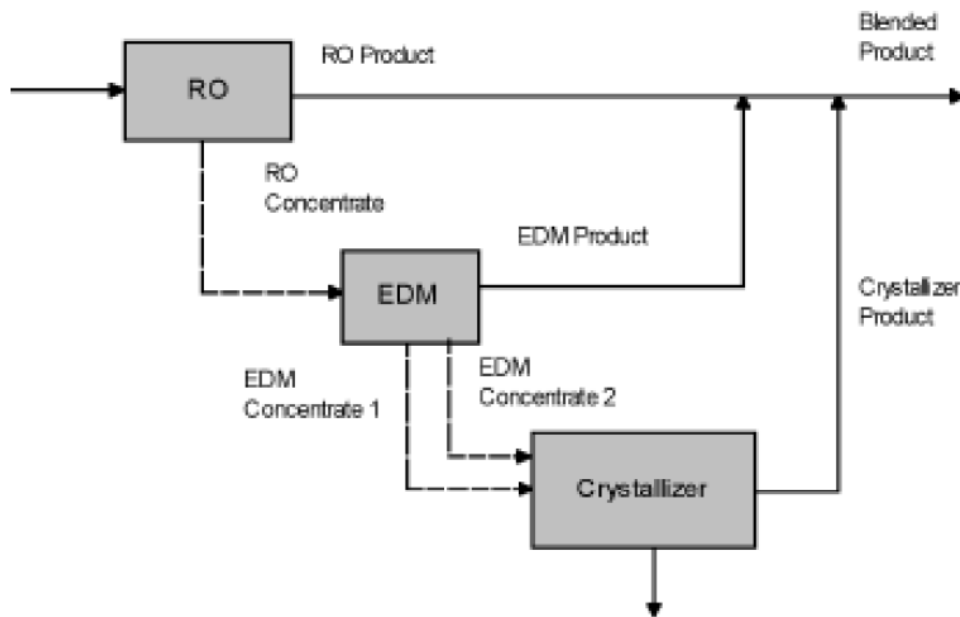 Blended
Product
RO Product
RO
RO
Concentrate
EDM Product
EDM
Crystallizer
Product
EDM
Concentrate 1
EDM
Concentrate 2
Crystallizer